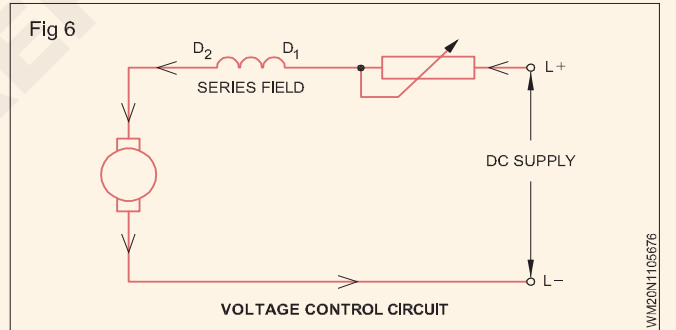 Fig 6
D₂ D₁
L+
SERIES FIELD
DC SUPPLY
L–
VOLTAGE CONTROL CIRCUIT
WM20N1105676